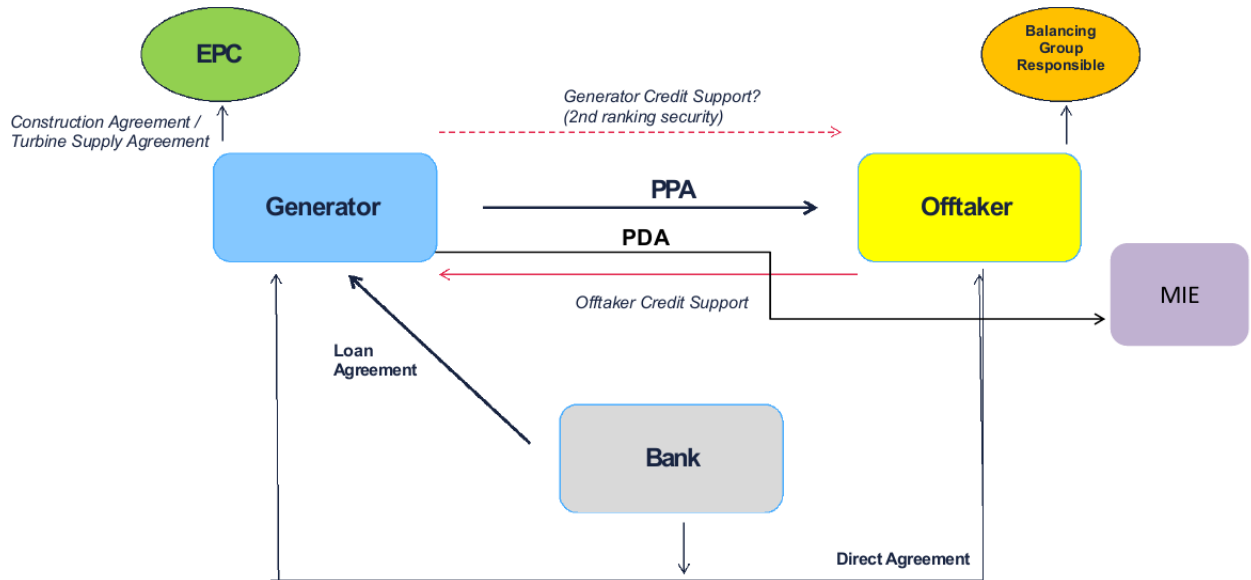 EPC
Balancing
Group
Responsible
Construction Agreement /
Turbine Supply Agreement
Generator Credit Support?
(2nd ranking security)
Generator
PPA
Offtaker
PDA
MIE
Offtaker Credit Support
Loan
Agreement
Bank
Direct Agreement